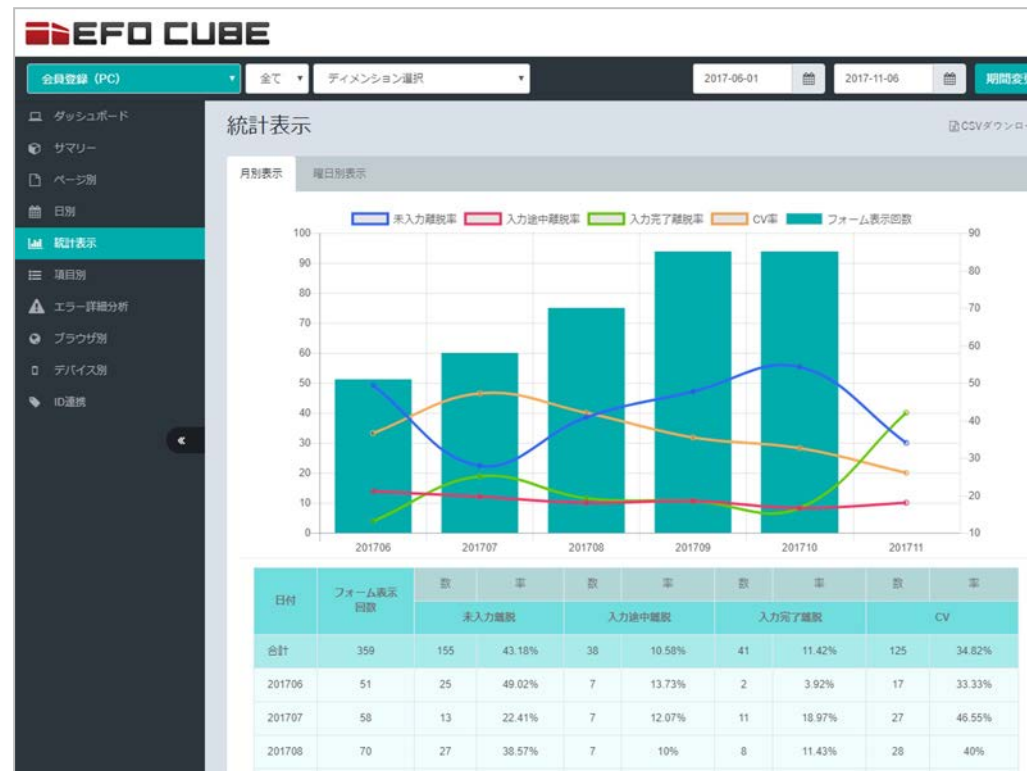 EFO CUBE
会員登録 (PC) 全て ディメンション選択 2017-06-01 2017-11-06 期間変
ダッシュボード
サマリー
ページ別
日別
統計表示
項目別
エラー詳細分析
ブラウザ別
デバイス別
ID連携
統計表示
CSVダウンロー
月別表示 曜日別表示
未入力離脱率 入力途中離脱率 入力完了離脱率 CV率 フォーム表示回数
100
90
80
70
60
50
40
30
20
10
0
90
80
70
60
50
40
30
20
10
201706 201707 201708 201709 201710 201711
日付 フォーム表示回数 数 率 数 率 数 率 数 率
未入力離脱 入力途中離脱 入力完了離脱 CV
合計 359 155 43.18% 38 10.58% 41 11.42% 125 34.82%
201706 51 25 49.02% 7 13.73% 2 3.92% 17 33.33%
201707 58 13 22.41% 7 12.07% 11 18.97% 27 46.55%
201708 70 27 38.57% 7 10% 8 11.43% 28 40%